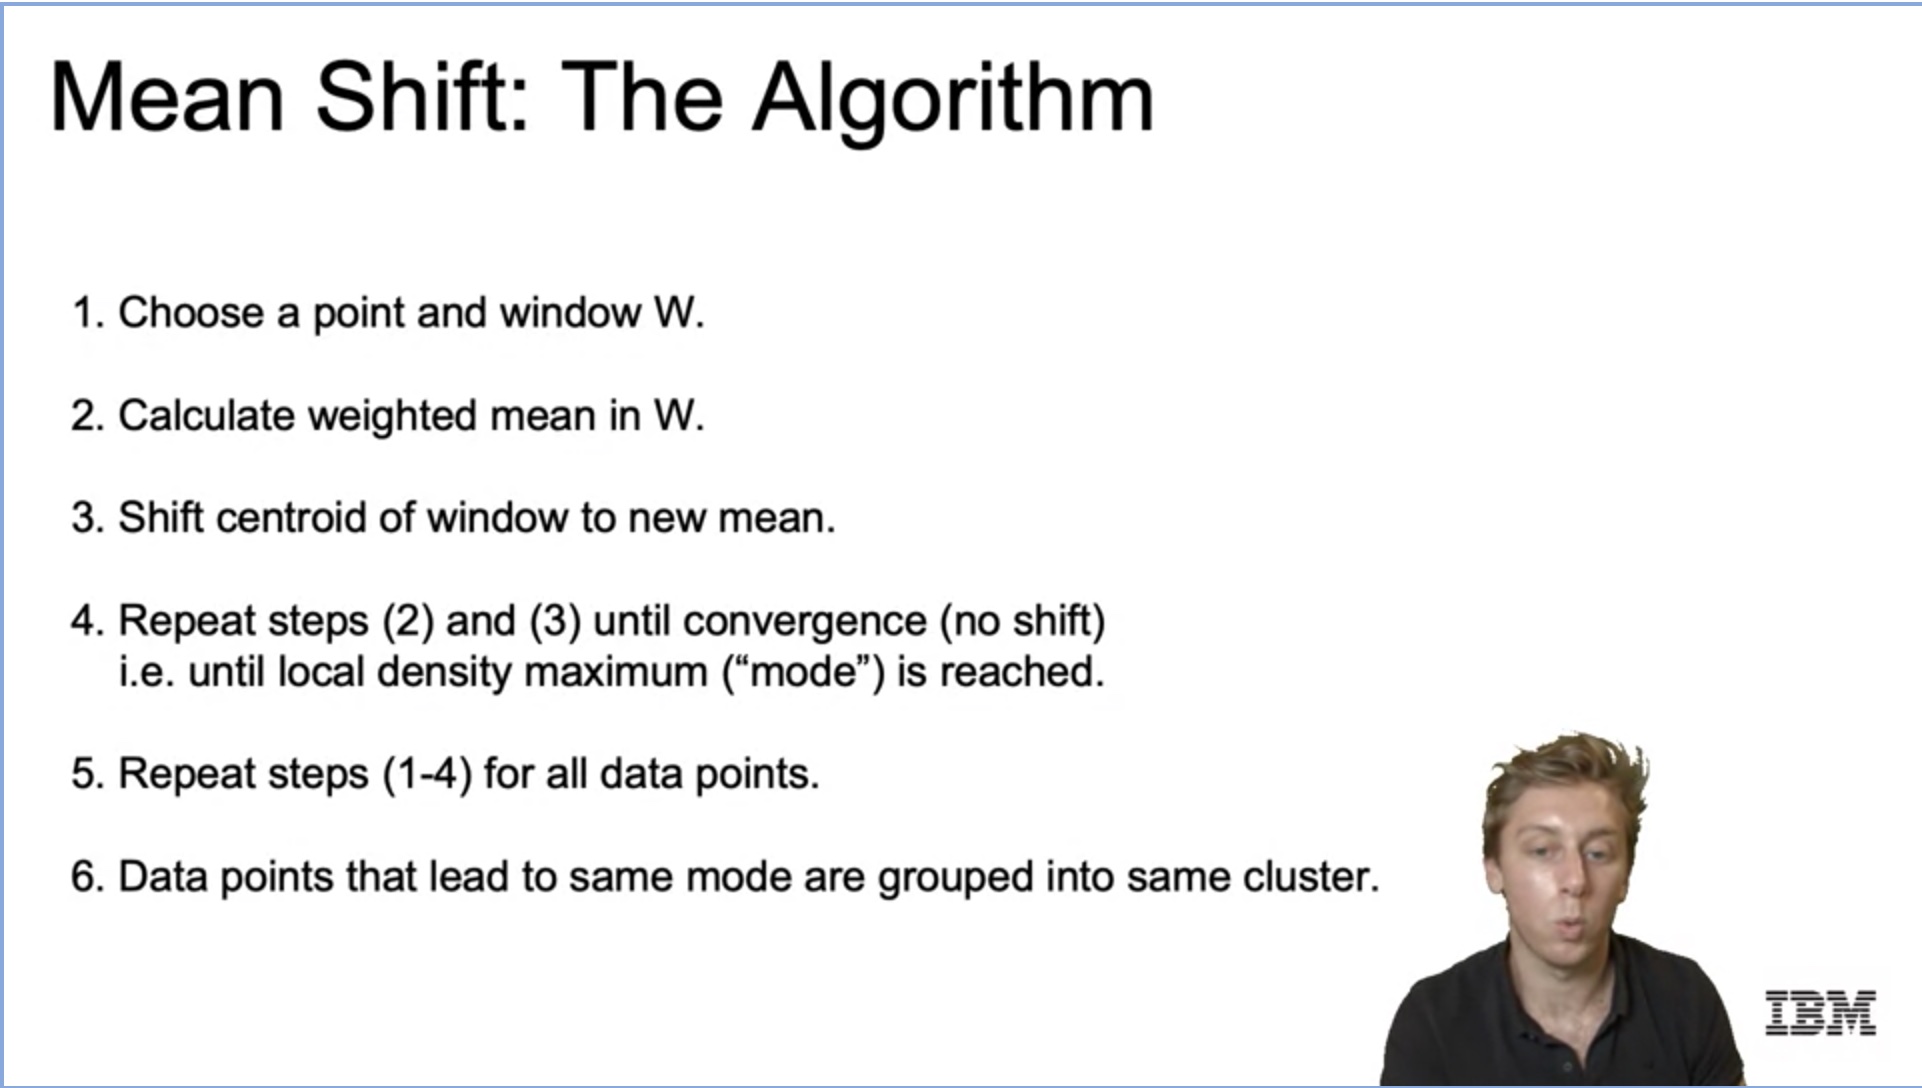 Mean Shift: The Algorithm
1. Choose a point and window W.
2. Calculate weighted mean in W.
3. Shift centroid of window to new mean.
4. Repeat steps (2) and (3) until convergence (no shift)
i.e. until local density maximum (“mode”) is reached.
5. Repeat steps (1-4) for all data points.
6. Data points that lead to same mode are grouped into same cluster.
IBM